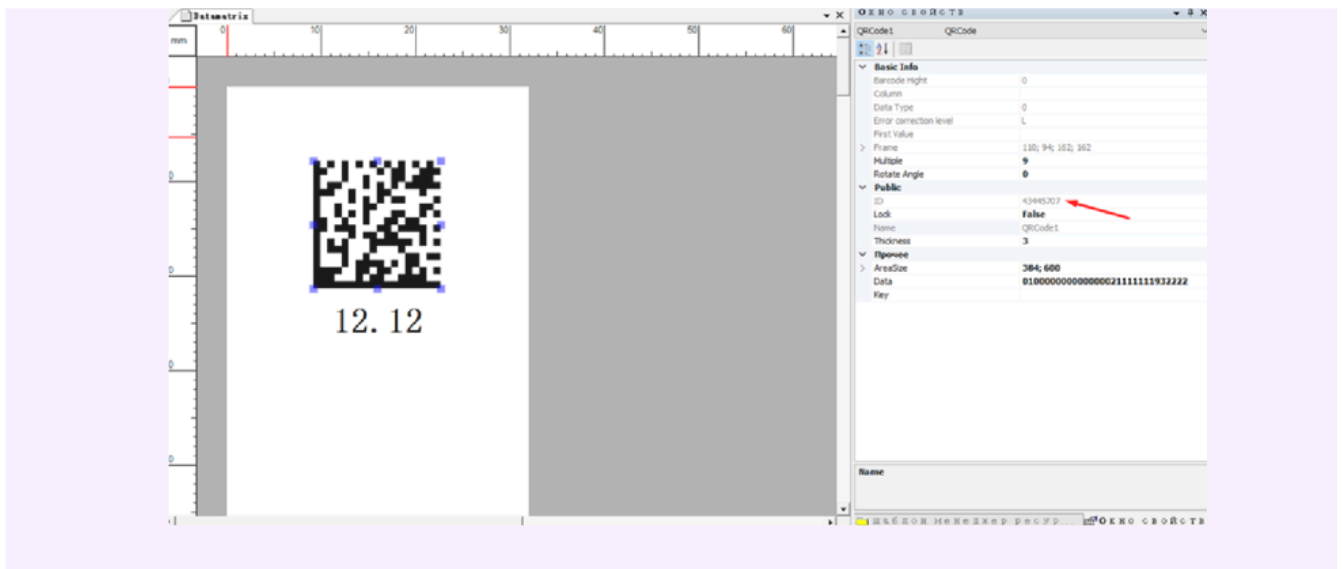 Datamatrix
mm
0 10 20 30 40 50 60
12. 12
Окно свойств
QRCode1 QRCode
Basic Info
Barcode Hight 0
Column
Data Type 0
Error correction level L
First Value
Frame 110; 94; 162; 162
Multiple 9
Rotate Angle 0
Public
ID 43445707
Lock False
Name QRCode1
Thickness 3
Прочее
AreaSize 384; 600
Data
Key
Name
шаблон менеджер ресур... Окно свойств